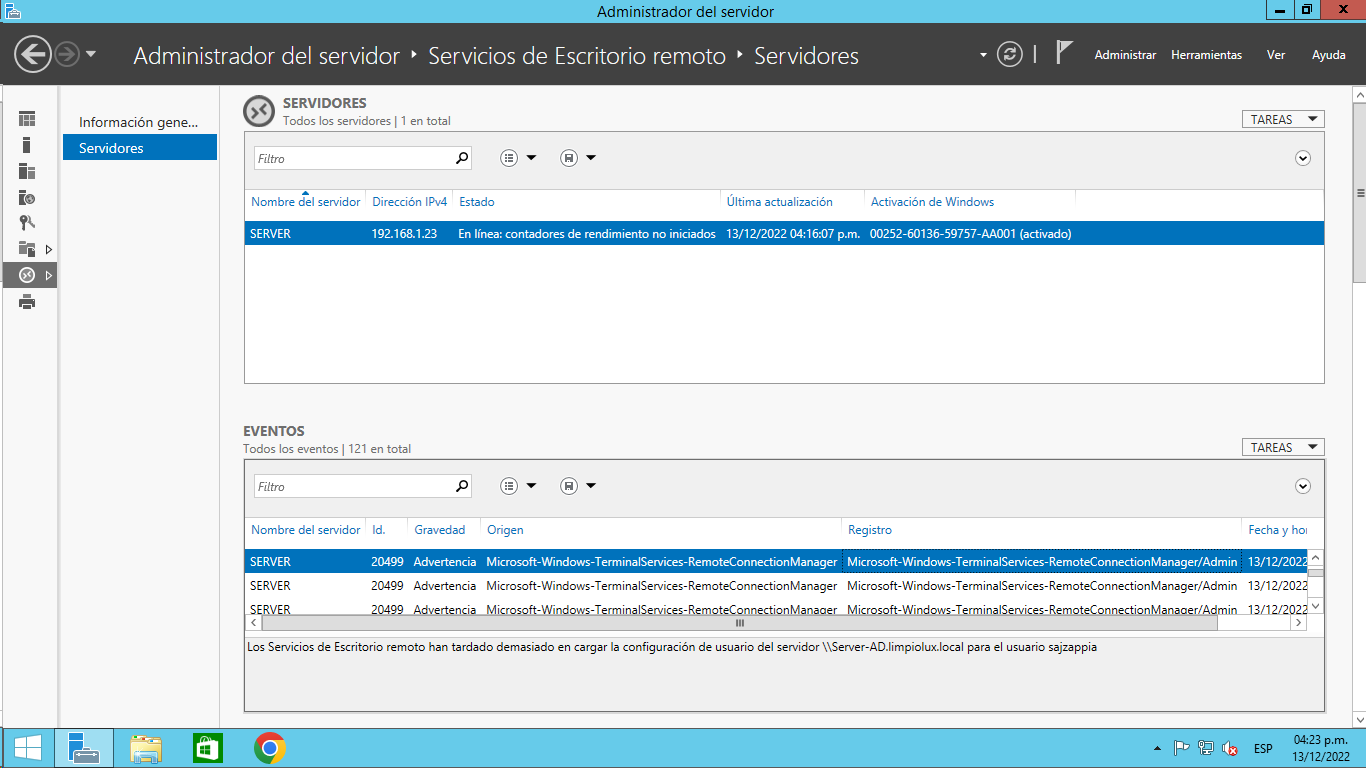 Administrador del servidor
Administrador del servidor ‣ Servicios de Escritorio remoto ‣ Servidores
Administrar Herramientas Ver Ayuda
Información gene...
Servidores
SERVIDORES
Todos los servidores | 1 en total
TAREAS
Filtro
Nombre del servidor Dirección IPv4 Estado Última actualización Activación de Windows
SERVER 192.168.1.23 En línea: contadores de rendimiento no iniciados 13/12/2022 04:16:07 p.m. 00252-60136-59757-AA001 (activado)
EVENTOS
Todos los eventos | 121 en total
TAREAS
Filtro
Nombre del servidor Id. Gravedad Origen Registro Fecha y hor
SERVER 20499 Advertencia Microsoft-Windows-TerminalServices-RemoteConnectionManager Microsoft-Windows-TerminalServices-RemoteConnectionManager/Admin 13/12/2022
SERVER 20499 Advertencia Microsoft-Windows-TerminalServices-RemoteConnectionManager Microsoft-Windows-TerminalServices-RemoteConnectionManager/Admin 13/12/2022
SERVER 20499 Advertencia Microsoft-Windows-TerminalServices-RemoteConnectionManager Microsoft-Windows-TerminalServices-RemoteConnectionManager/Admin 13/12/2022
Los Servicios de Escritorio remoto han tardado demasiado en cargar la configuración de usuario del servidor \\Server-AD.limpiolux.local para el usuario sajzappia
ESP
04:23 p.m.
13/12/2022